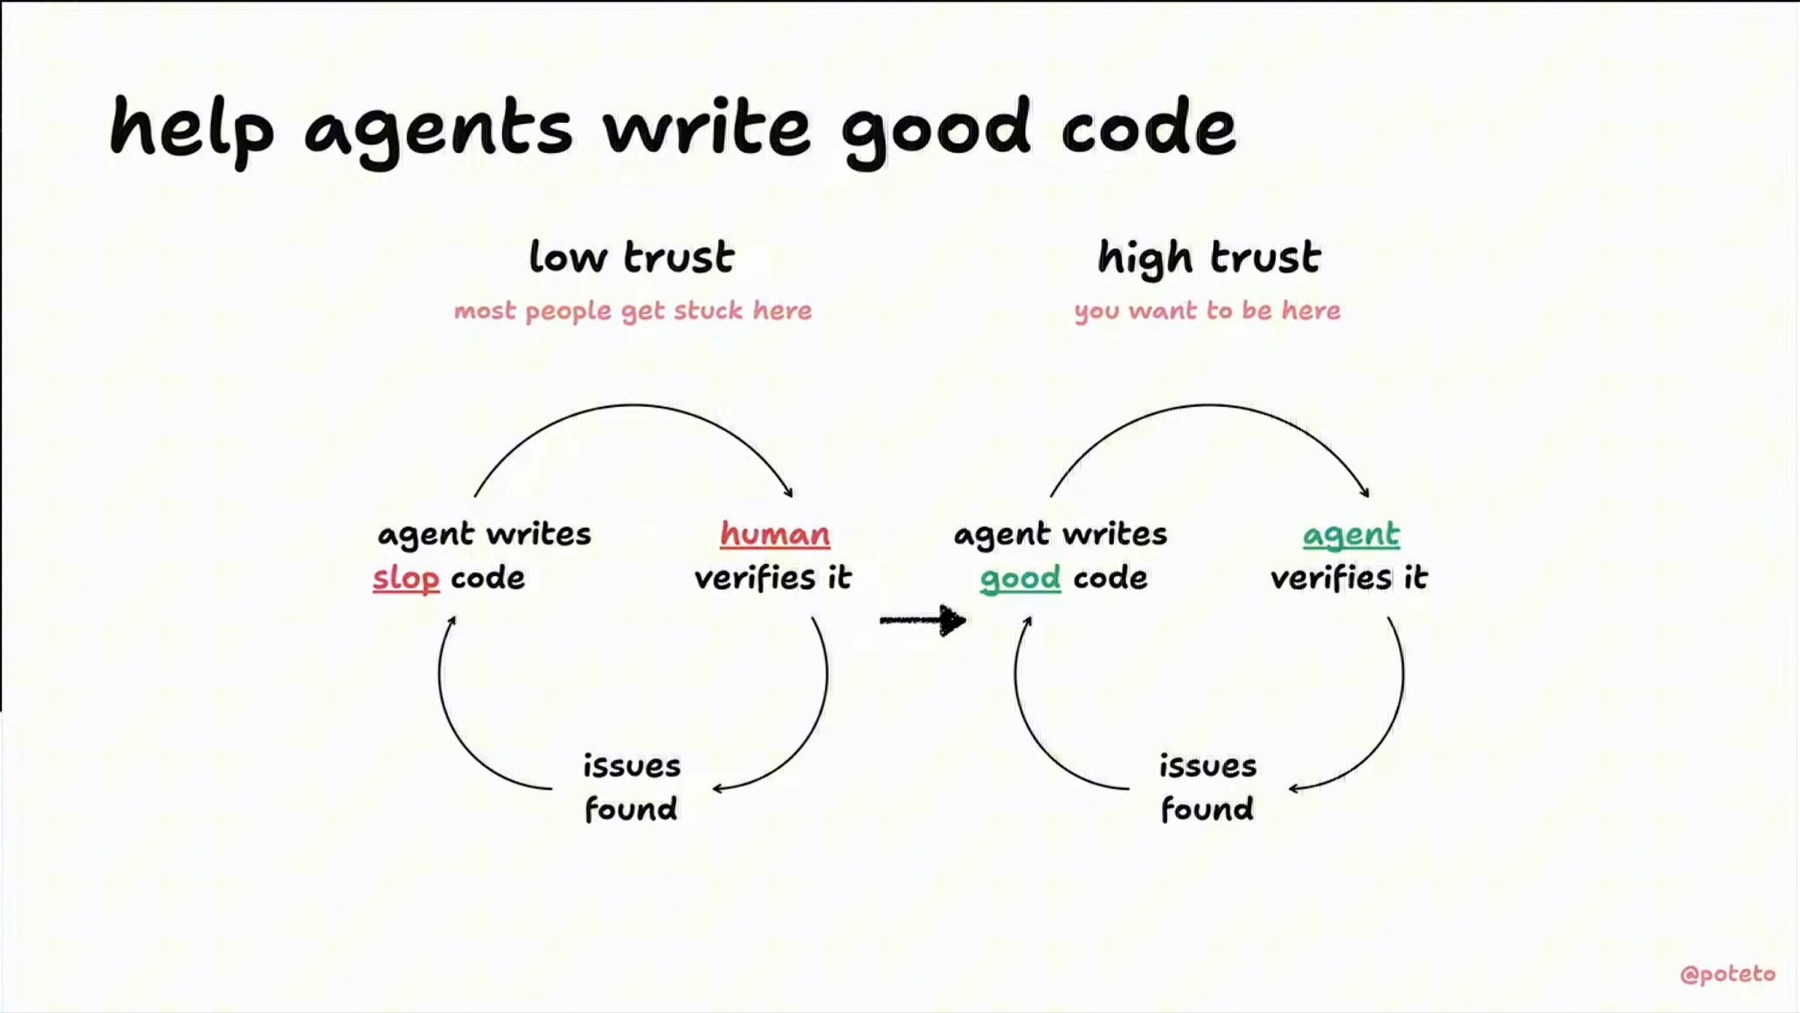 help agents write good code
low trust
most people get stuck here
agent writes
slop code
human
verifies it
issues
found
high trust
you want to be here
agent writes
good code
agent
verifies it
issues
found
@poteto